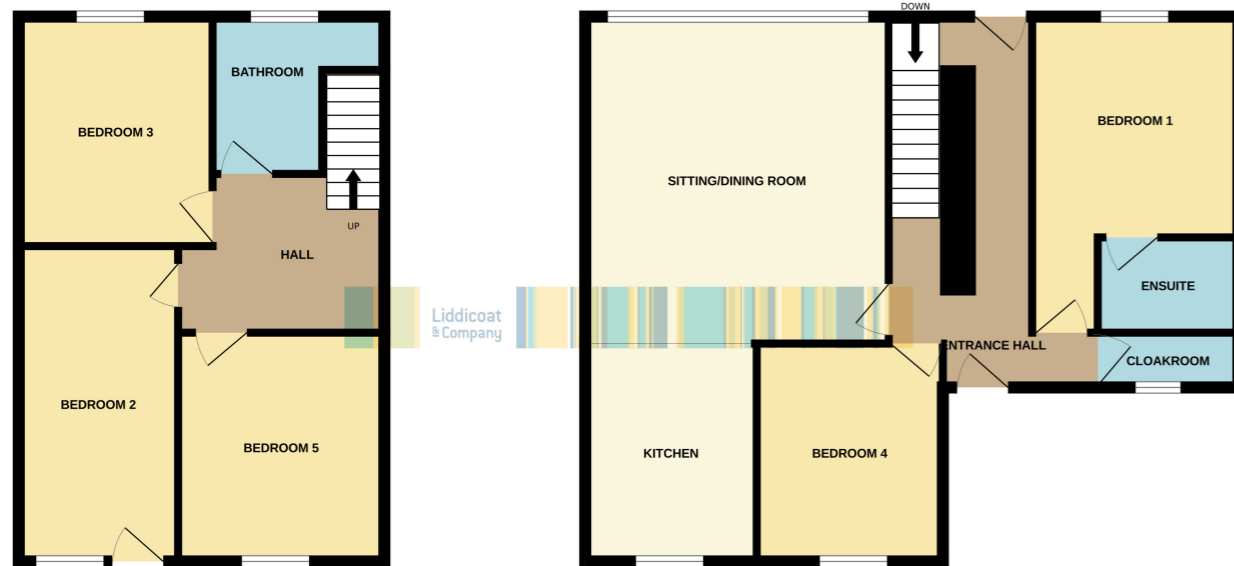 BEDROOM 3
BATHROOM
UP
HALL
BEDROOM 2
BEDROOM 5
Liddicoat
& Company
DOWN
SITTING/DINING ROOM
BEDROOM 1
ENSUITE
ENTRANCE HALL
CLOAKROOM
KITCHEN
BEDROOM 4